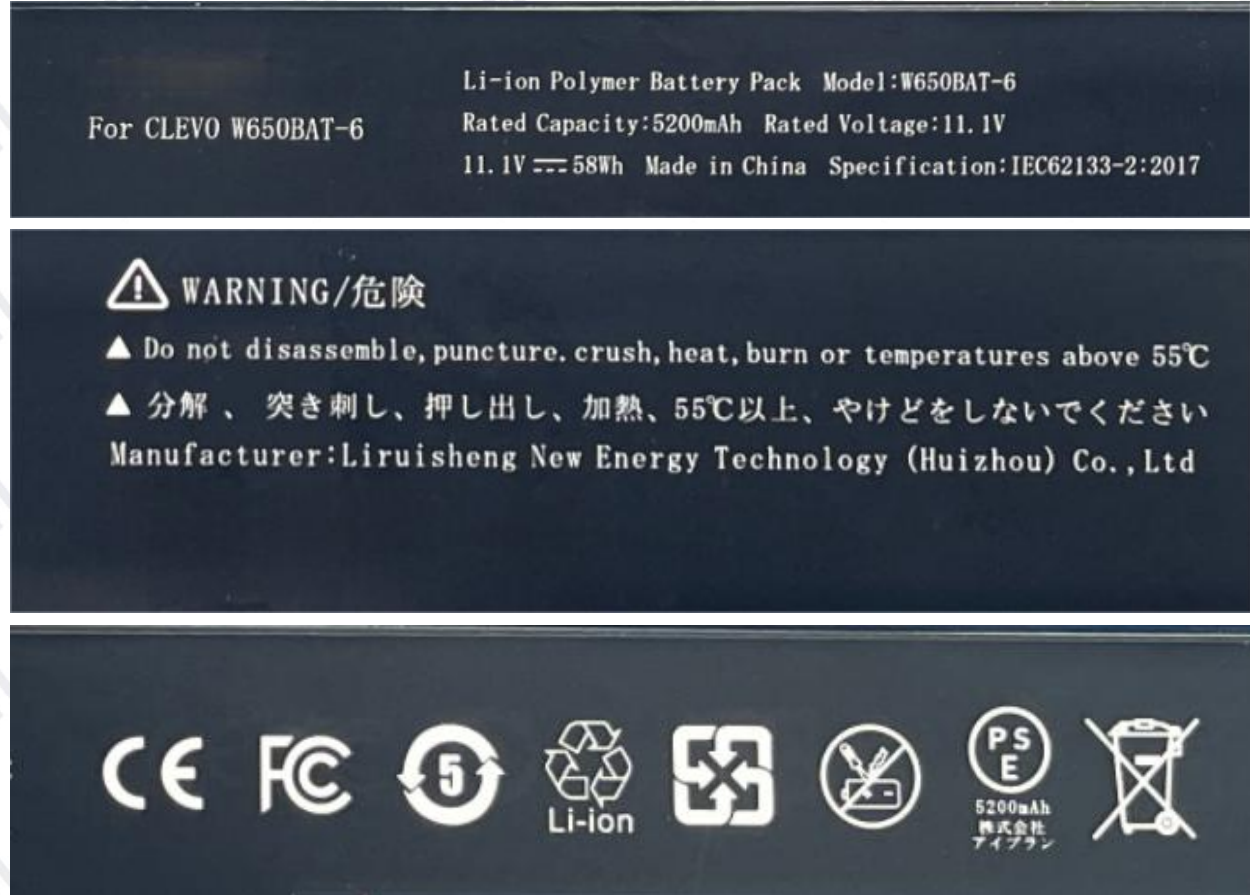 For CLEVO W650BAT-6
Li-ion Polymer Battery Pack Model:W650BAT-6
Rated Capacity:5200mAh Rated Voltage:11.1V
11.1V ⎓ 58Wh Made in China Specification:IEC62133-2:2017
WARNING/危険
▲ Do not disassemble,puncture.crush,heat,burn or temperatures above 55℃
▲ 分解 、 突き刺し、押し出し、加熱、55℃以上、やけどをしないでください
Manufacturer:Liruisheng New Energy Technology (Huizhou) Co.,Ltd
CE FC 5
Li-ion
PS
E
5200mAh
株式会社
アイプラン